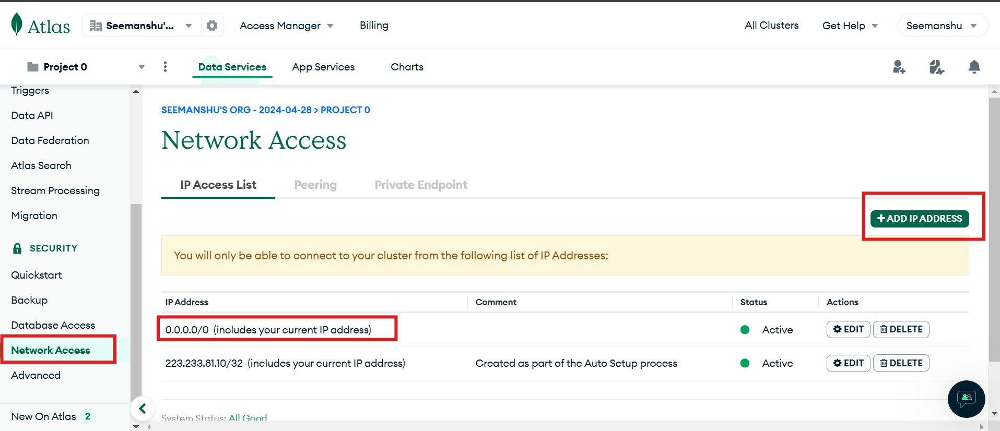 Atlas
Seemanshu'...
Access Manager
Billing
All Clusters
Get Help
Seemanshu
Project 0
Data Services
App Services
Charts
Triggers
Data API
Data Federation
Atlas Search
Stream Processing
Migration
SECURITY
Quickstart
Backup
Database Access
Network Access
Advanced
New On Atlas 2
SEEMANSHU'S ORG - 2024-04-28 > PROJECT 0
Network Access
IP Access List
Peering
Private Endpoint
+ ADD IP ADDRESS
You will only be able to connect to your cluster from the following list of IP Addresses:
IP Address Comment Status Actions
0.0.0.0/0 (includes your current IP address) Active EDIT DELETE
223.233.81.10/32 (includes your current IP address) Created as part of the Auto Setup process Active EDIT DELETE
System Status: All Good